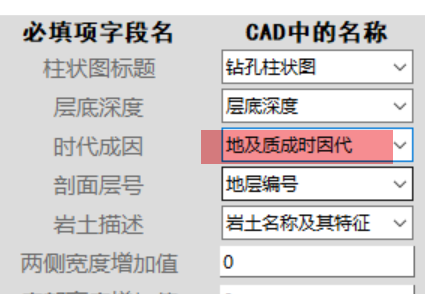 必填项字段名 CAD中的名称
柱状图标题 钻孔柱状图
层底深度 层底深度
时代成因 地及质成时因代
剖面层号 地层编号
岩土描述 岩土名称及其特征
两侧宽度增加值 0